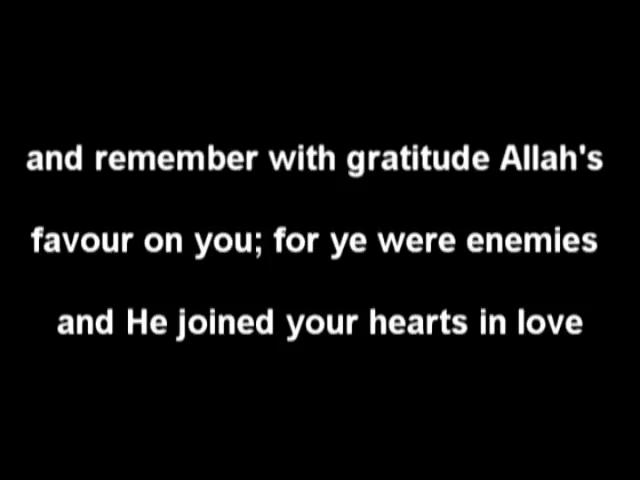 and remember with gratitude Allah's
favour on you; for ye were enemies
and He joined your hearts in love